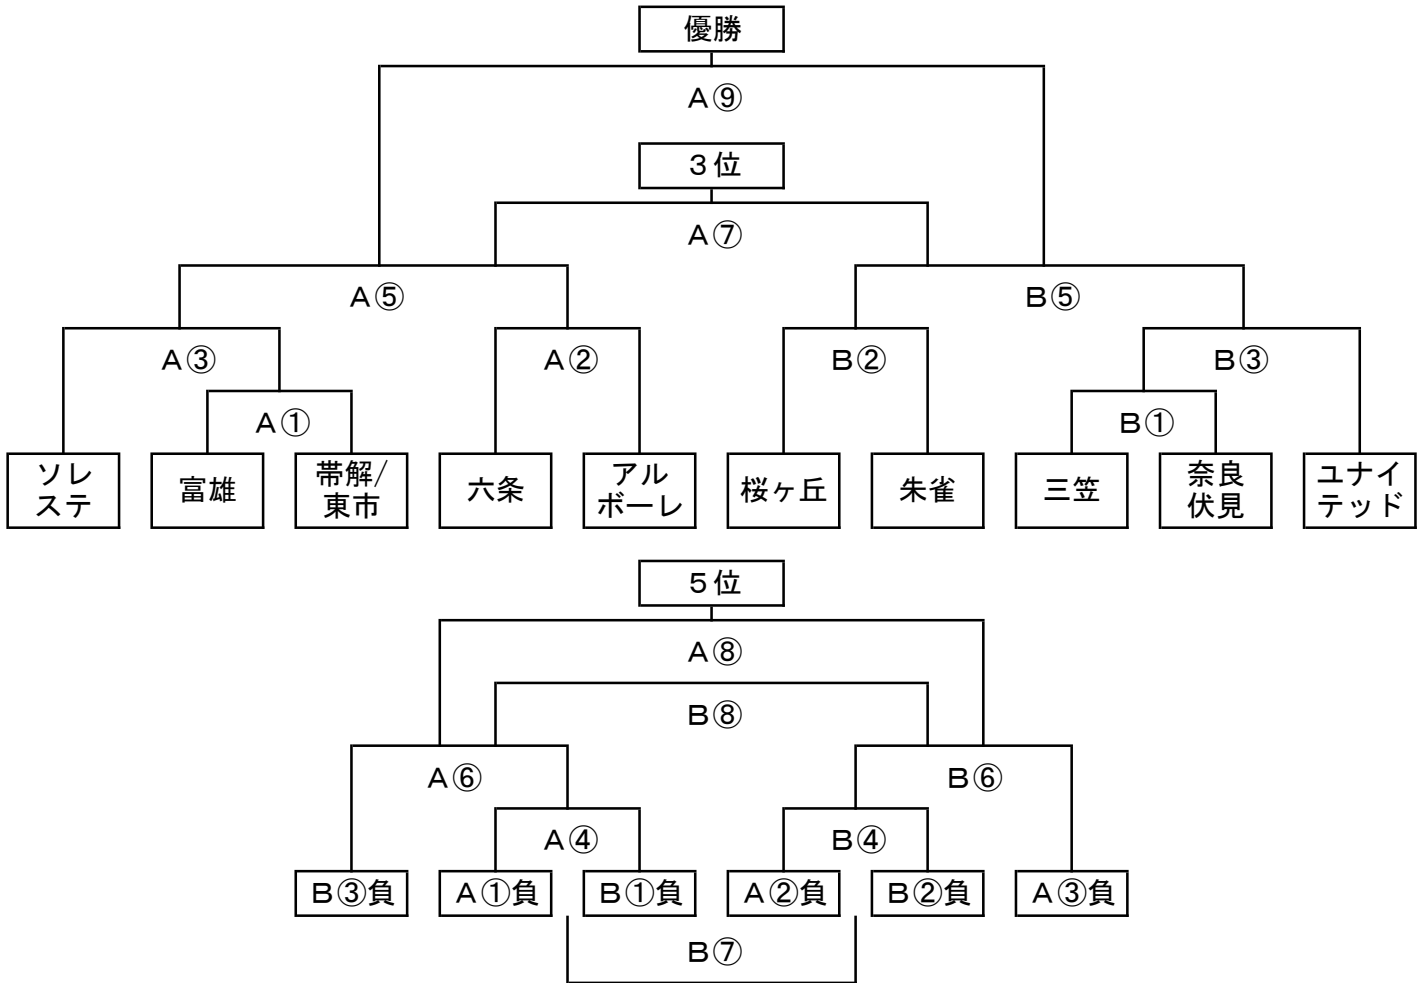 優勝
Ａ⑨
３位
Ａ⑦
Ａ⑤
Ｂ⑤
Ａ③
Ａ②
Ｂ②
Ｂ③
Ａ①
Ｂ①
ソレ
ステ
富雄
帯解/
東市
六条
アル
ボーレ
桜ヶ丘
朱雀
三笠
奈良
伏見
ユナイ
テッド
５位
Ａ⑧
Ｂ⑧
Ａ⑥
Ｂ⑥
Ａ④
Ｂ④
Ｂ③負
Ａ①負
Ｂ①負
Ａ②負
Ｂ②負
Ａ③負
Ｂ⑦